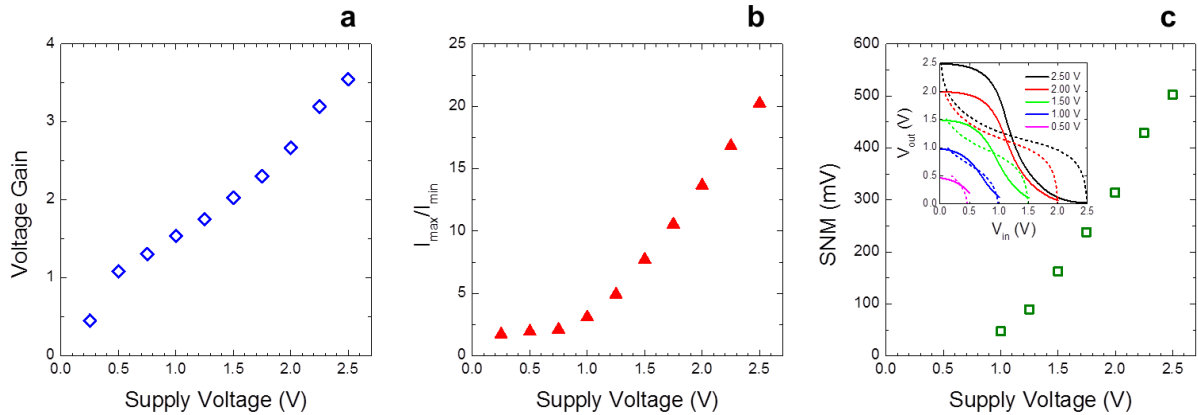 a
4
3
2
1
0
0.0 0.5 1.0 1.5 2.0 2.5
Voltage Gain
Supply Voltage (V)
b
25
20
15
10
5
0
0.0 0.5 1.0 1.5 2.0 2.5
Imax/Imin
Supply Voltage (V)
c
600
500
400
300
200
100
0
0.0 0.5 1.0 1.5 2.0 2.5
SNM (mV)
Supply Voltage (V)
2.5
2.0
1.5
1.0
0.5
0.0
0.0 0.5 1.0 1.5 2.0 2.5
Vout (V)
Vin (V)
2.50 V
2.00 V
1.50 V
1.00 V
0.50 V